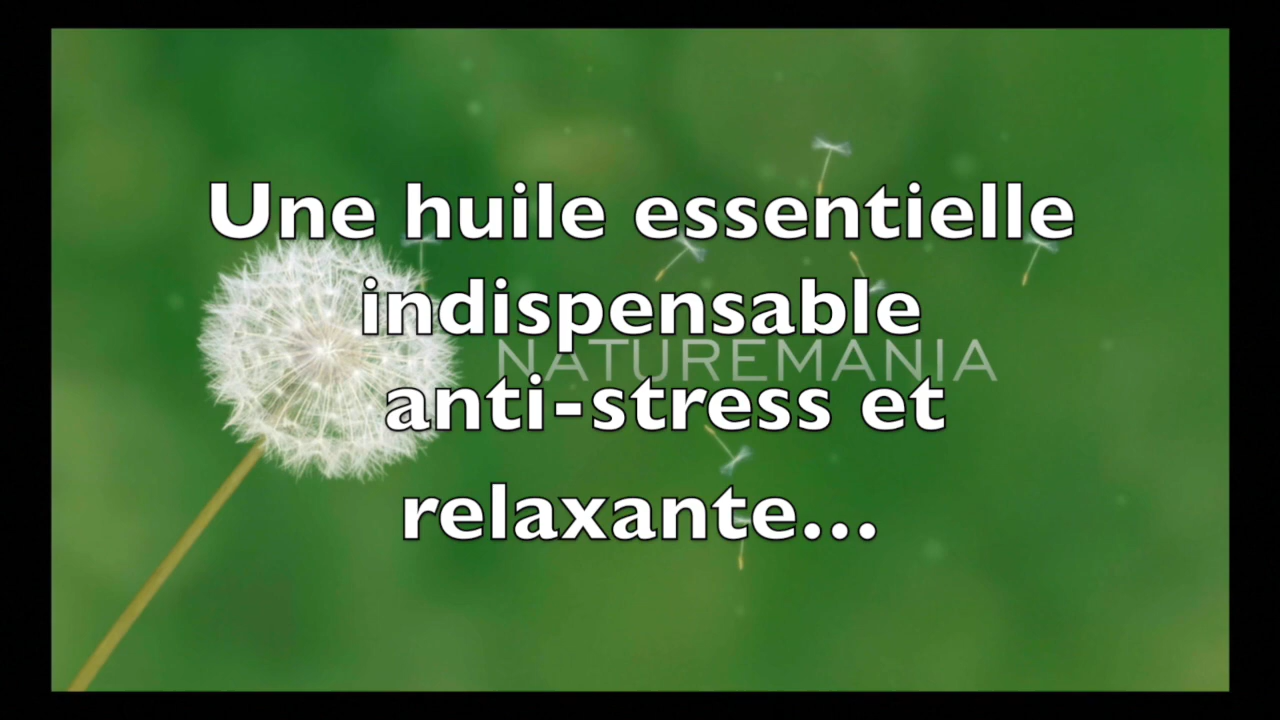 Une huile essentielle
indispensable
NATUREMANIA
anti-stress et
relaxante...